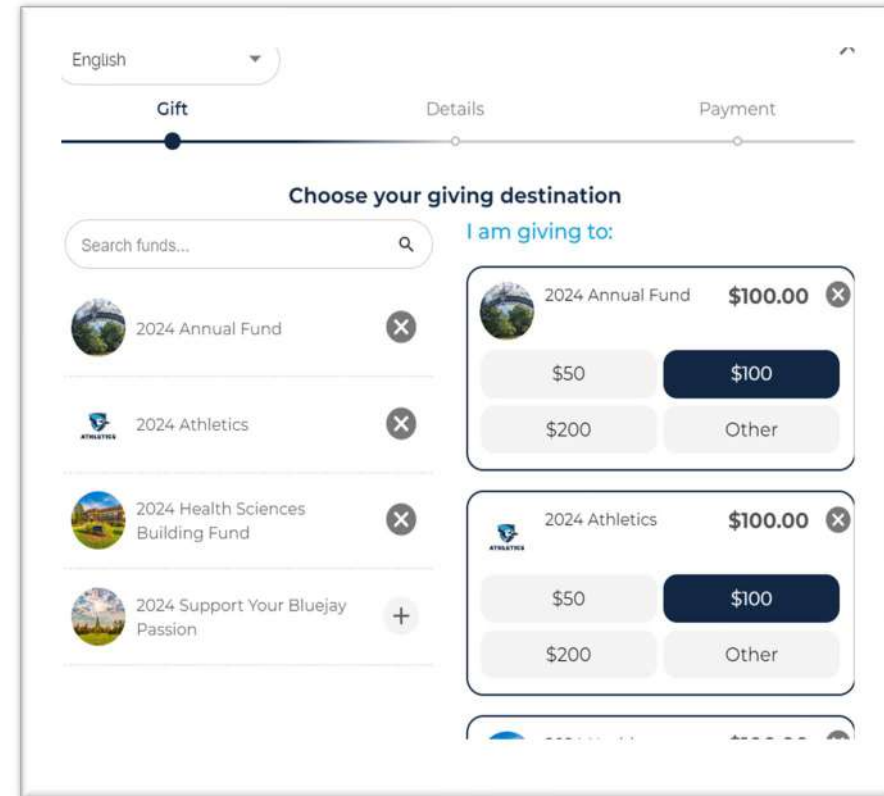 English
Gift
Details
Payment
Choose your giving destination
Search funds...
2024 Annual Fund
ATHLETICS
2024 Athletics
2024 Health Sciences
Building Fund
2024 Support Your Bluejay
Passion
I am giving to:
2024 Annual Fund
$100.00
$50
$100
$200
Other
ATHLETICS
2024 Athletics
$100.00
$50
$100
$200
Other